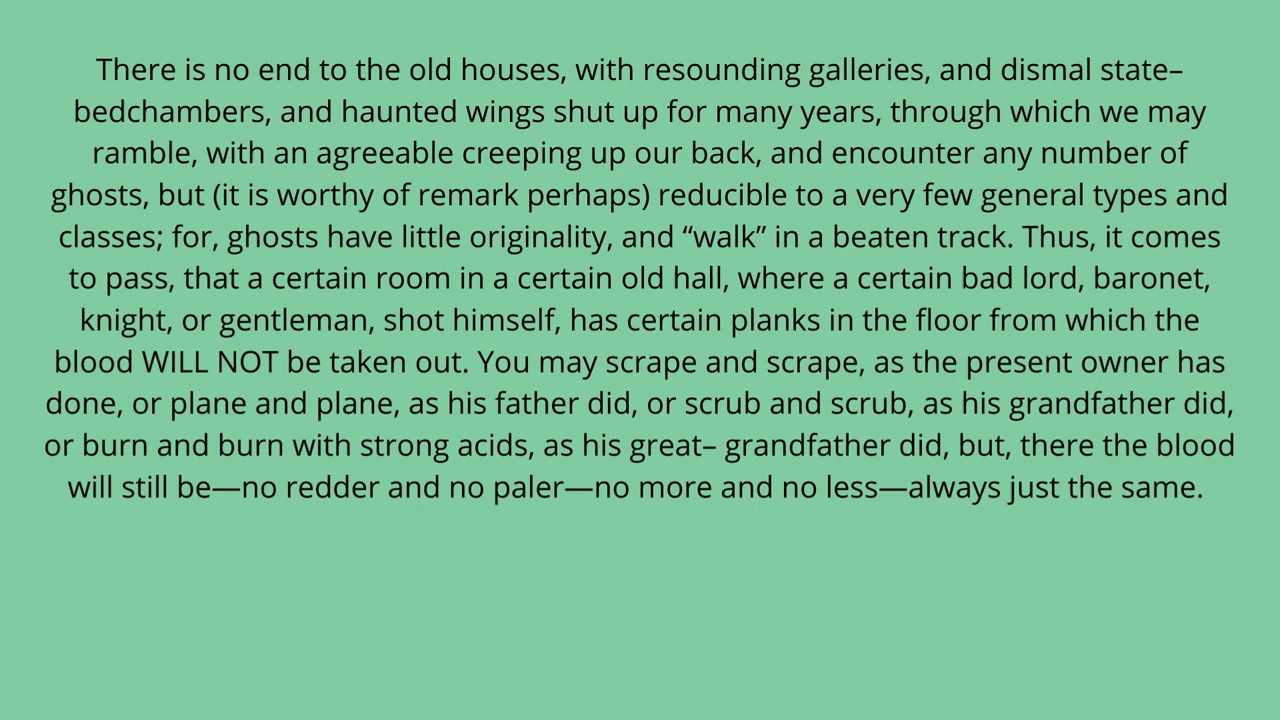 There is no end to the old houses, with resounding galleries, and dismal state–
bedchambers, and haunted wings shut up for many years, through which we may
ramble, with an agreeable creeping up our back, and encounter any number of
ghosts, but (it is worthy of remark perhaps) reducible to a very few general types and
classes; for, ghosts have little originality, and “walk” in a beaten track. Thus, it comes
to pass, that a certain room in a certain old hall, where a certain bad lord, baronet,
knight, or gentleman, shot himself, has certain planks in the floor from which the
blood WILL NOT be taken out. You may scrape and scrape, as the present owner has
done, or plane and plane, as his father did, or scrub and scrub, as his grandfather did,
or burn and burn with strong acids, as his great– grandfather did, but, there the blood
will still be—no redder and no paler—no more and no less—always just the same.